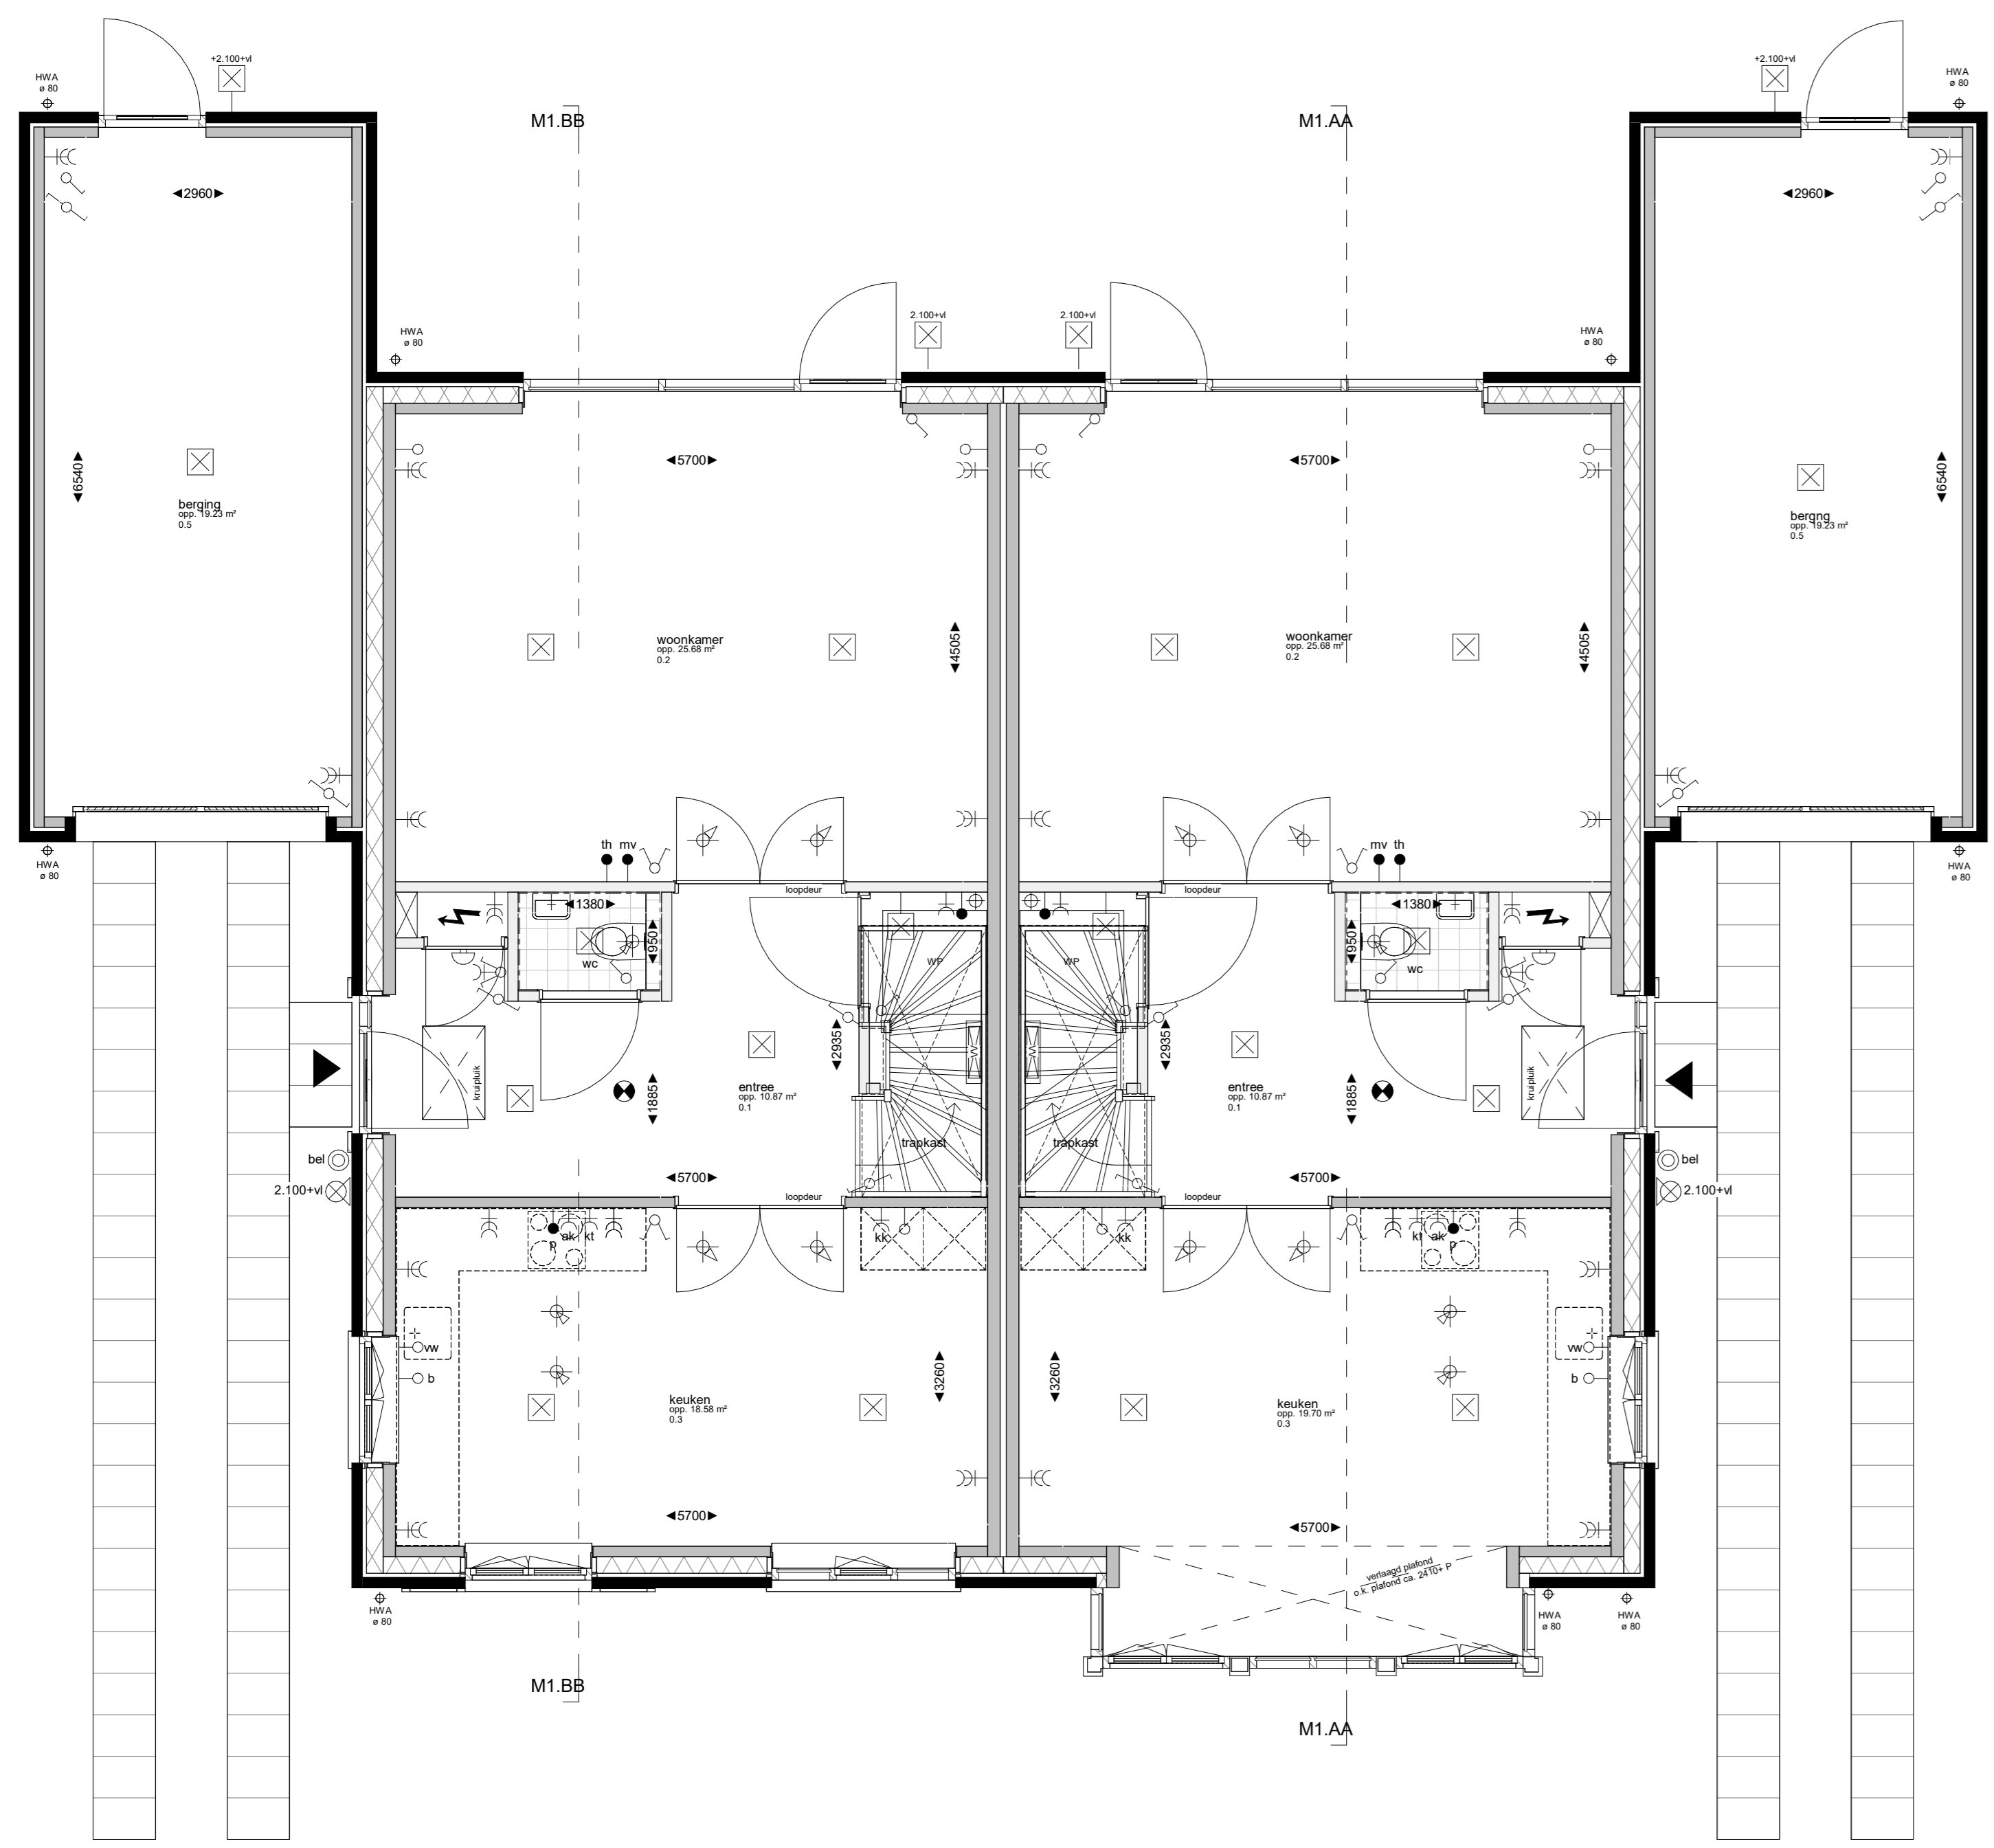 +2.100+vl
+2.100+vl
HWA
ø 80
HWA
ø 80
M1.BB
M1.AA
◄2960►
◄2960►
2.100+vl
2.100+vl
HWA
ø 80
HWA
ø 80
◄5700►
◄5700►
◄6540►
◄6540►
berging
opp. 19.23 m²
0.5
bergng
opp. 19.23 m²
0.5
woonkamer
opp. 25.68 m²
0.2
◄4505►
woonkamer
opp. 25.68 m²
0.2
◄4505►
th mv
mv th
HWA
ø 80
HWA
ø 80
loopdeur
loopdeur
◄1380►
◄1380►
◄950►
◄950►
wc
wc
WP
WP
◄2935►
◄2935►
VV
VV
kruipluik
kruipluik
entree
opp. 10.87 m²
0.1
entree
opp. 10.87 m²
0.1
◄1885►
◄1885►
trapkast
trapkast
bel
bel
2.100+vl
2.100+vl
◄5700►
◄5700►
loopdeur
loopdeur
p ak kt
kk
kk
kt ak p
vw
vw
b
b
◄3260►
◄3260►
keuken
opp. 18.58 m²
0.3
keuken
opp. 19.70 m²
0.3
◄5700►
◄5700►
verlaagd plafond
o.k. plafond ca. 2410+ P
HWA
ø 80
HWA
ø 80
HWA
ø 80
M1.BB
M1.AA